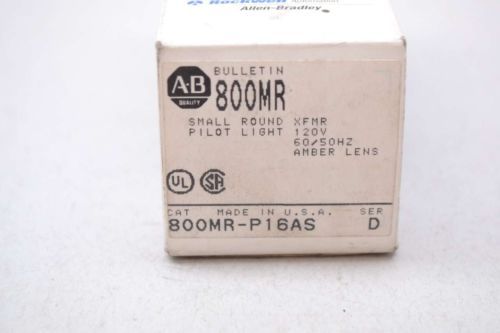 Rockwell Automation
Allen-Bradley
A-B
QUALITY
BULLETIN
800MR
SMALL ROUND XFMR
PILOT LIGHT 120V
60/50HZ
AMBER LENS
UL SA
CAT MADE IN U.S.A. SER
800MR-P16AS D